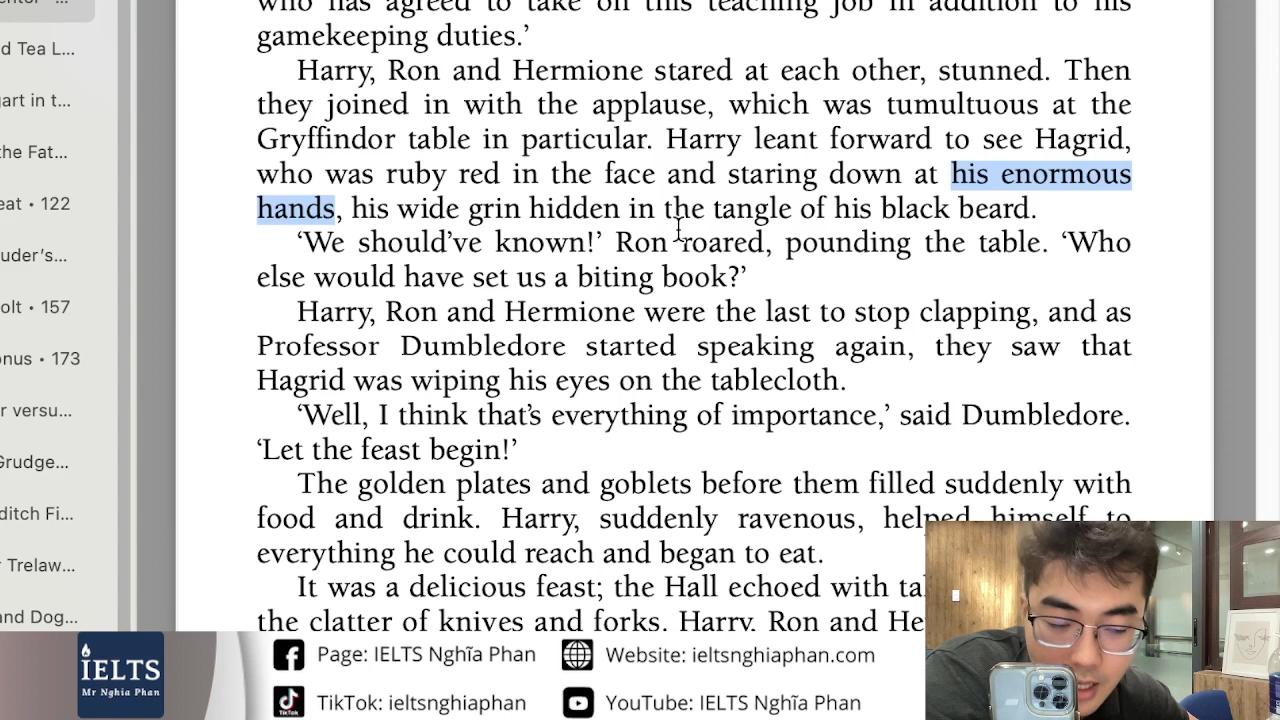 who has agreed to take on this teaching job in addition to his
gamekeeping duties.’
Harry, Ron and Hermione stared at each other, stunned. Then
they joined in with the applause, which was tumultuous at the
Gryffindor table in particular. Harry leant forward to see Hagrid,
who was ruby red in the face and staring down at his enormous
hands, his wide grin hidden in the tangle of his black beard.
‘We should’ve known!’ Ron roared, pounding the table. ‘Who
else would have set us a biting book?’
Harry, Ron and Hermione were the last to stop clapping, and as
Professor Dumbledore started speaking again, they saw that
Hagrid was wiping his eyes on the tablecloth.
‘Well, I think that’s everything of importance,’ said Dumbledore.
‘Let the feast begin!’
The golden plates and goblets before them filled suddenly with
food and drink. Harry, suddenly ravenous, helped himself to
everything he could reach and began to eat.
It was a delicious feast; the Hall echoed with
the clatter of knives and forks. Harry, Ron and
d Tea L...
gart in t...
the Fat...
eat • 122
uder’s...
olt • 157
onus • 173
r versu...
Grudge...
ditch Fi...
r Trelaw...
and Dog...
IELTS
Mr Nghia Phan
Page: IELTS Nghĩa Phan
Website: ieltsnghiaphan.com
TikTok
TikTok: ieltsnghiaphan
YouTube: IELTS Nghĩa Phan